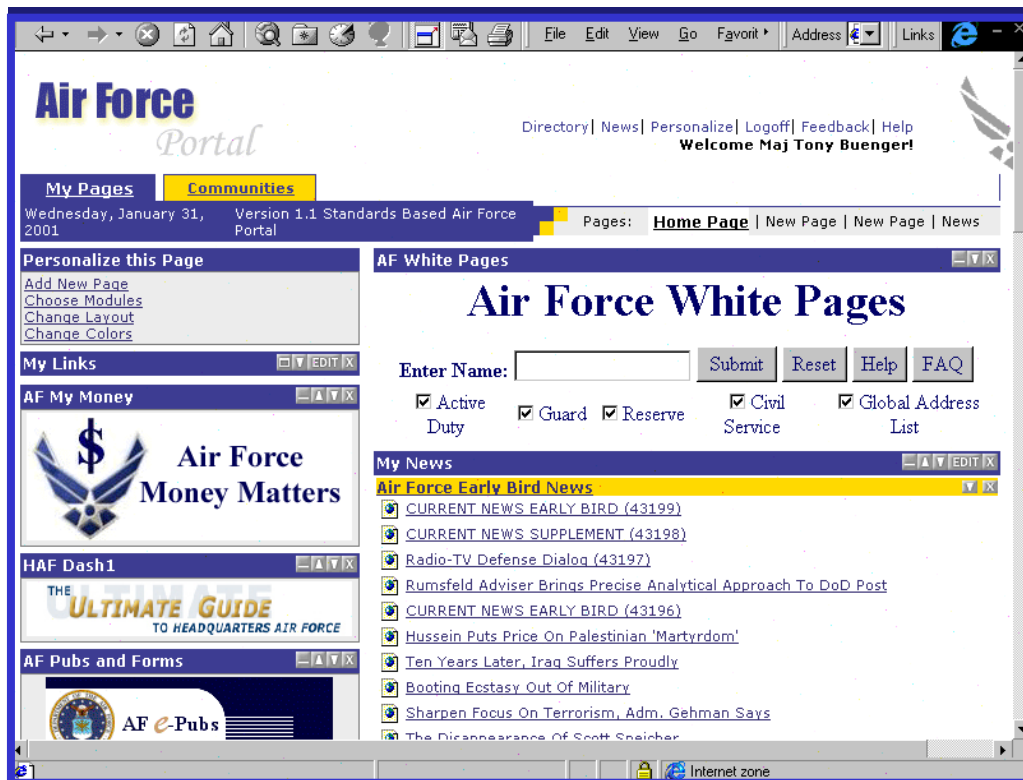 File Edit View Go Favorit Address Links
Air Force
Portal
Directory| News| Personalize| Logoff| Feedback| Help
Welcome Maj Tony Buenger!
My Pages Communities
Wednesday, January 31, 2001
Version 1.1 Standards Based Air Force Portal
Pages: Home Page | New Page | New Page | News
Personalize this Page
Add New Page
Choose Modules
Change Layout
Change Colors
My Links EDIT X
AF My Money X
$
Air Force
Money Matters
HAF Dash1 X
THE
ULTIMATE GUIDE
TO HEADQUARTERS AIR FORCE
AF Pubs and Forms X
AF e-Pubs
AF White Pages X
Air Force White Pages
Enter Name: Submit Reset Help FAQ
Active Duty Guard Reserve Civil Service Global Address List
My News EDIT X
Air Force Early Bird News X
CURRENT NEWS EARLY BIRD (43199)
CURRENT NEWS SUPPLEMENT (43198)
Radio-TV Defense Dialog (43197)
Rumsfeld Adviser Brings Precise Analytical Approach To DoD Post
CURRENT NEWS EARLY BIRD (43196)
Hussein Puts Price On Palestinian 'Martyrdom'
Ten Years Later, Iraq Suffers Proudly
Booting Ecstasy Out Of Military
Sharpen Focus On Terrorism, Adm. Gehman Says
The Disappearance Of Scott Speicher
Internet zone